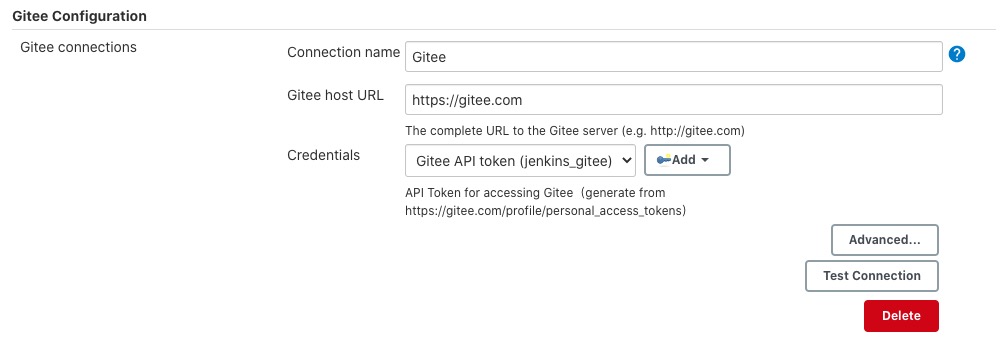 Gitee Configuration
Gitee connections
Connection name Gitee
Gitee host URL https://gitee.com
The complete URL to the Gitee server (e.g. http://gitee.com)
Credentials Gitee API token (jenkins_gitee) Add
API Token for accessing Gitee (generate from
https://gitee.com/profile/personal_access_tokens)
Advanced...
Test Connection
Delete